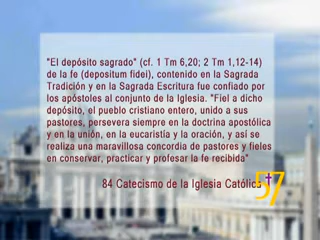 "El depósito sagrado" (cf. 1 Tm 6,20; 2 Tm 1,12-14)
de la fe (depositum fidei), contenido en la Sagrada
Tradición y en la Sagrada Escritura fue confiado por
los apóstoles al conjunto de la Iglesia. "Fiel a dicho
depósito, el pueblo cristiano entero, unido a sus
pastores, persevera siempre en la doctrina apostólica
y en la unión, en la eucaristía y la oración, y así se
realiza una maravillosa concordia de pastores y fieles
en conservar, practicar y profesar la fe recibida"
84 Catecismo de la Iglesia Católica
57